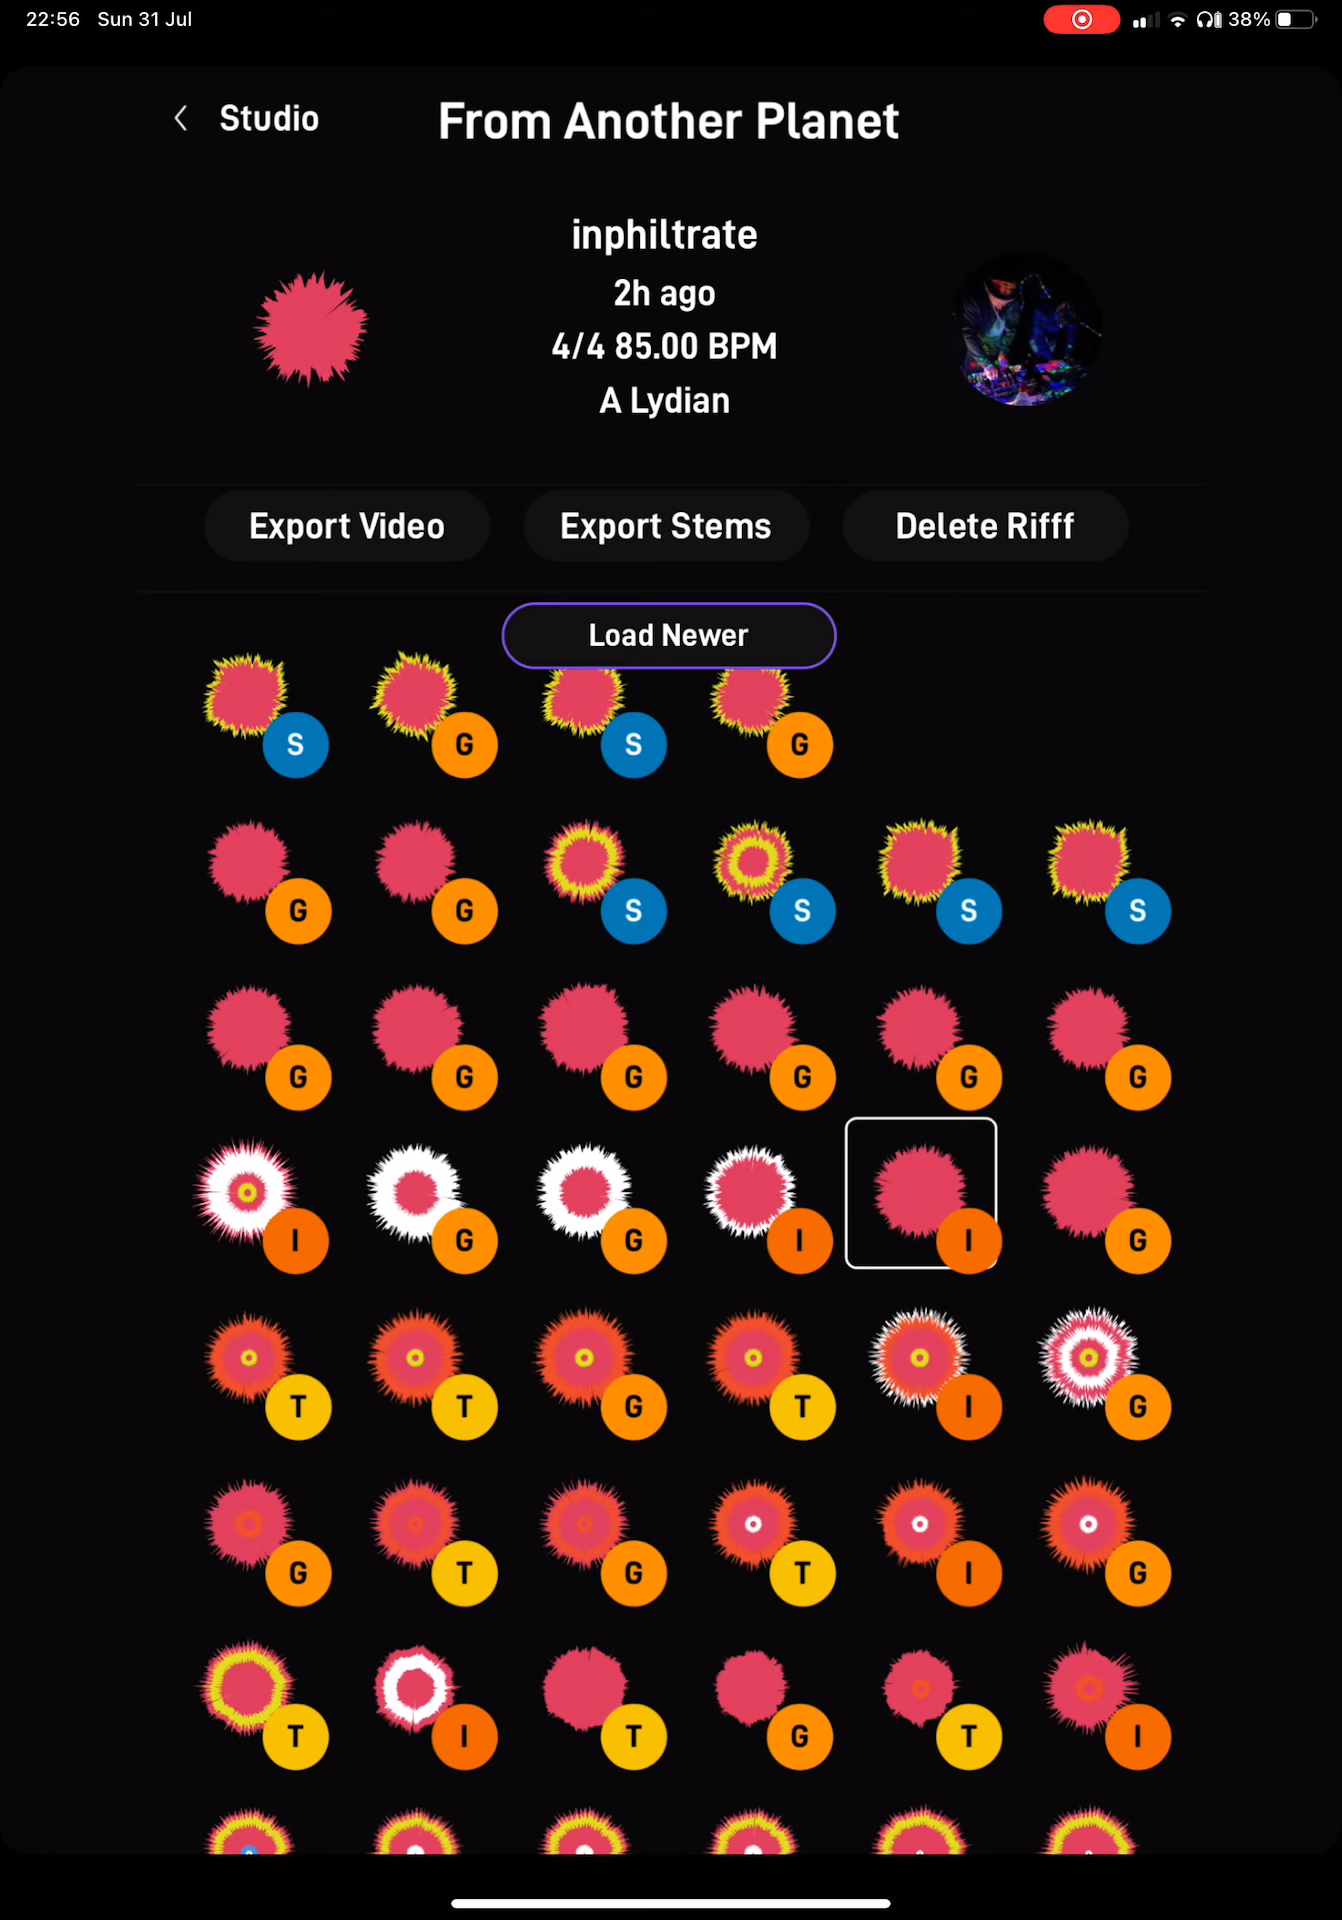 22:56 Sun 31 Jul 38%
Studio From Another Planet
inphiltrate
2h ago
4/4 85.00 BPM
A Lydian
Export Video Export Stems Delete Rifff
Load Newer
S G S G
G G S S S S
G G G G G G
I G G I I G
T T G T I G
G T G T I G
T I T G T I